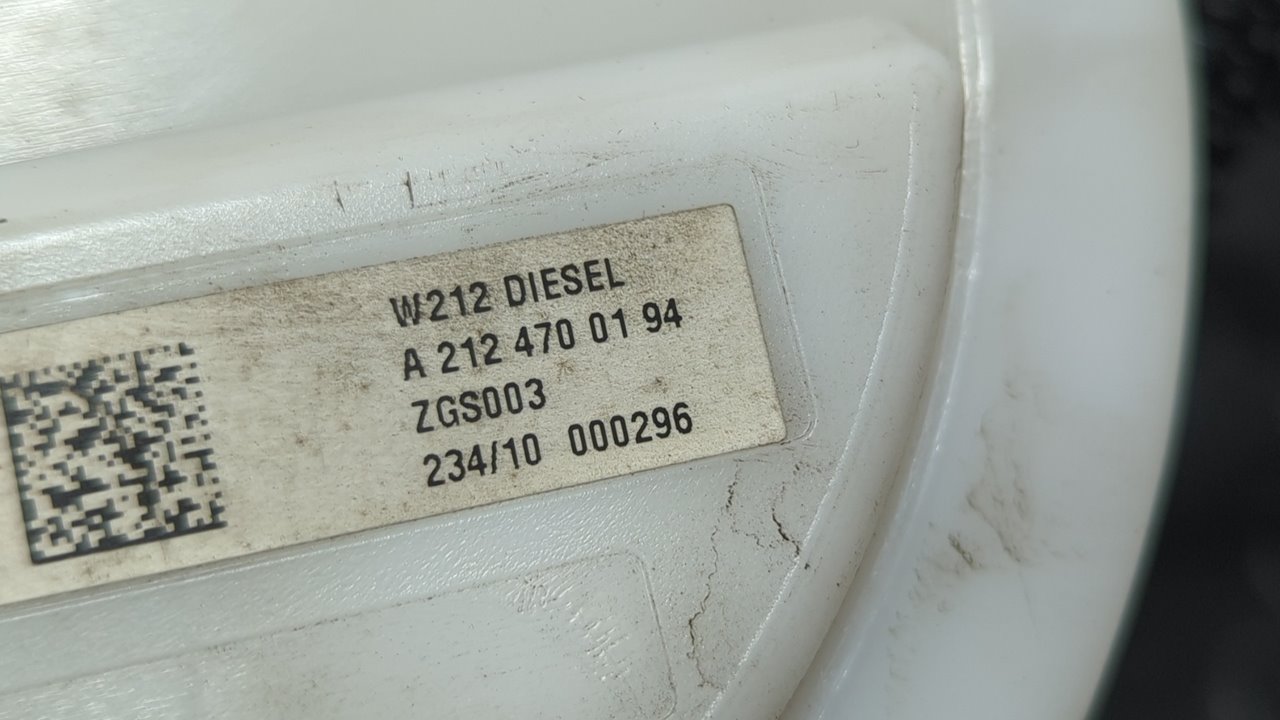 W212 DIESEL
A 212 470 01 94
ZGS003
234/10 000296